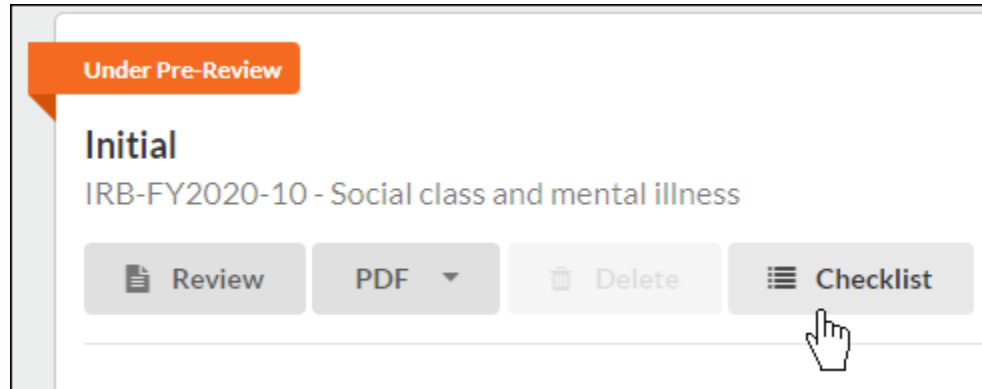 Under Pre-Review
Initial
IRB-FY2020-10 - Social class and mental illness
Review PDF Delete Checklist